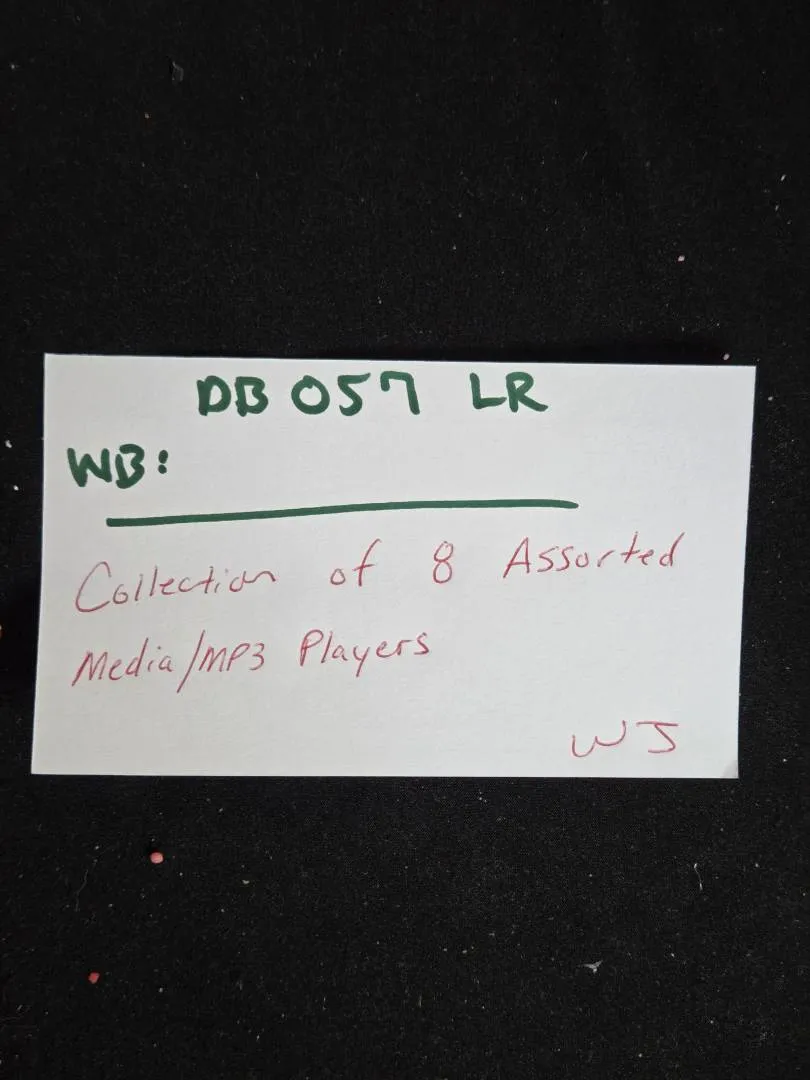 DB 057 LR
WB:
Collection of 8 Assorted
Media/MP3 Players
WJ